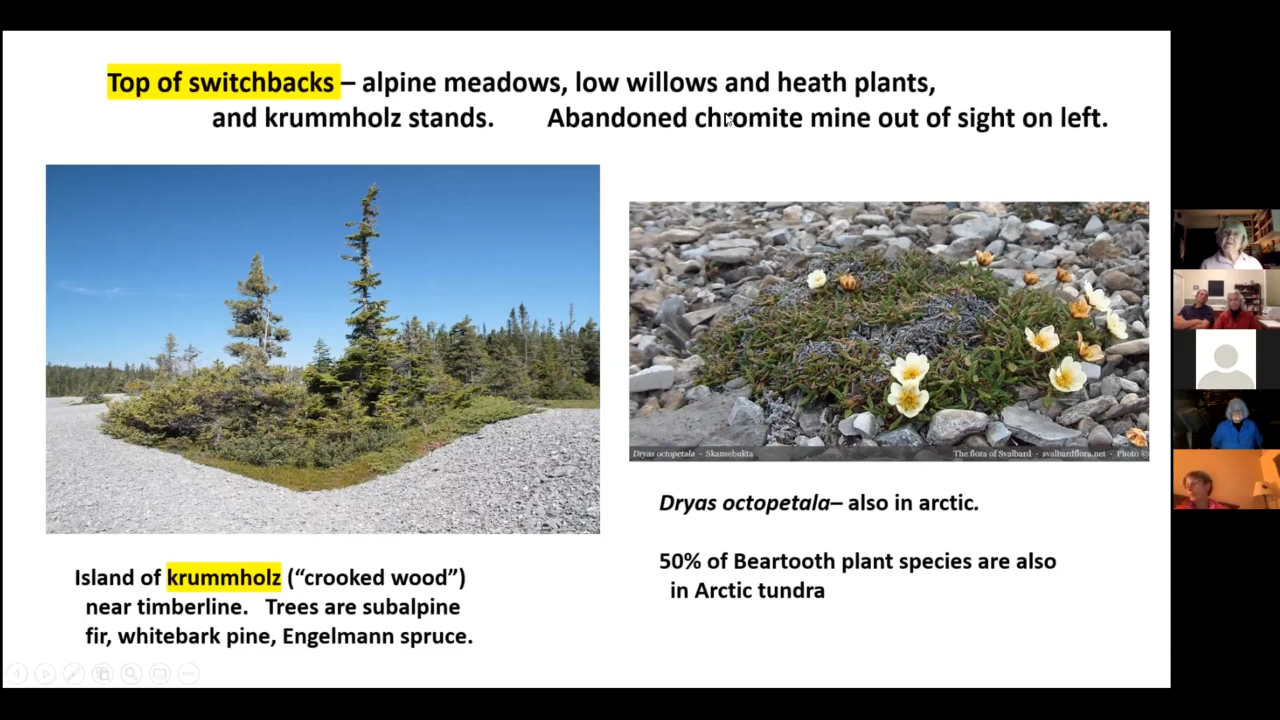 Top of switchbacks – alpine meadows, low willows and heath plants,
and krummholz stands. Abandoned chromite mine out of sight on left.
Dryas octopetala - Skansebukta
The flora of Svalbard - svalbardflora.net - Photo ©
Dryas octopetala– also in arctic.
50% of Beartooth plant species are also
in Arctic tundra
Island of krummholz (“crooked wood”)
near timberline. Trees are subalpine
fir, whitebark pine, Engelmann spruce.